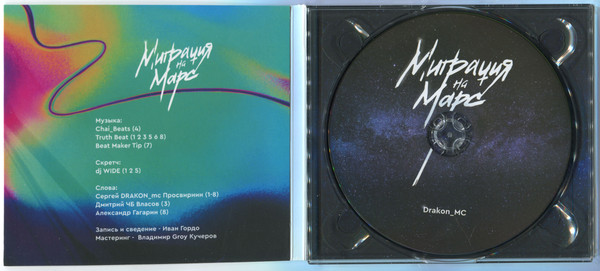 Миграция
на
Марс
Музыка:
Chai_Beats (4)
Truth Beat (1 2 3 5 6 8)
Beat Maker Tip (7)
Скретч:
dj WIDE (1 2 5)
Слова:
Сергей DRAKON_mc Просвирнин (1-8)
Дмитрий ЧБ Власов (3)
Александр Гагарин (8)
Запись и сведение - Иван Гордо
Мастеринг - Владимир Groy Кучеров
Миграция
на
Марс
Drakon_MC